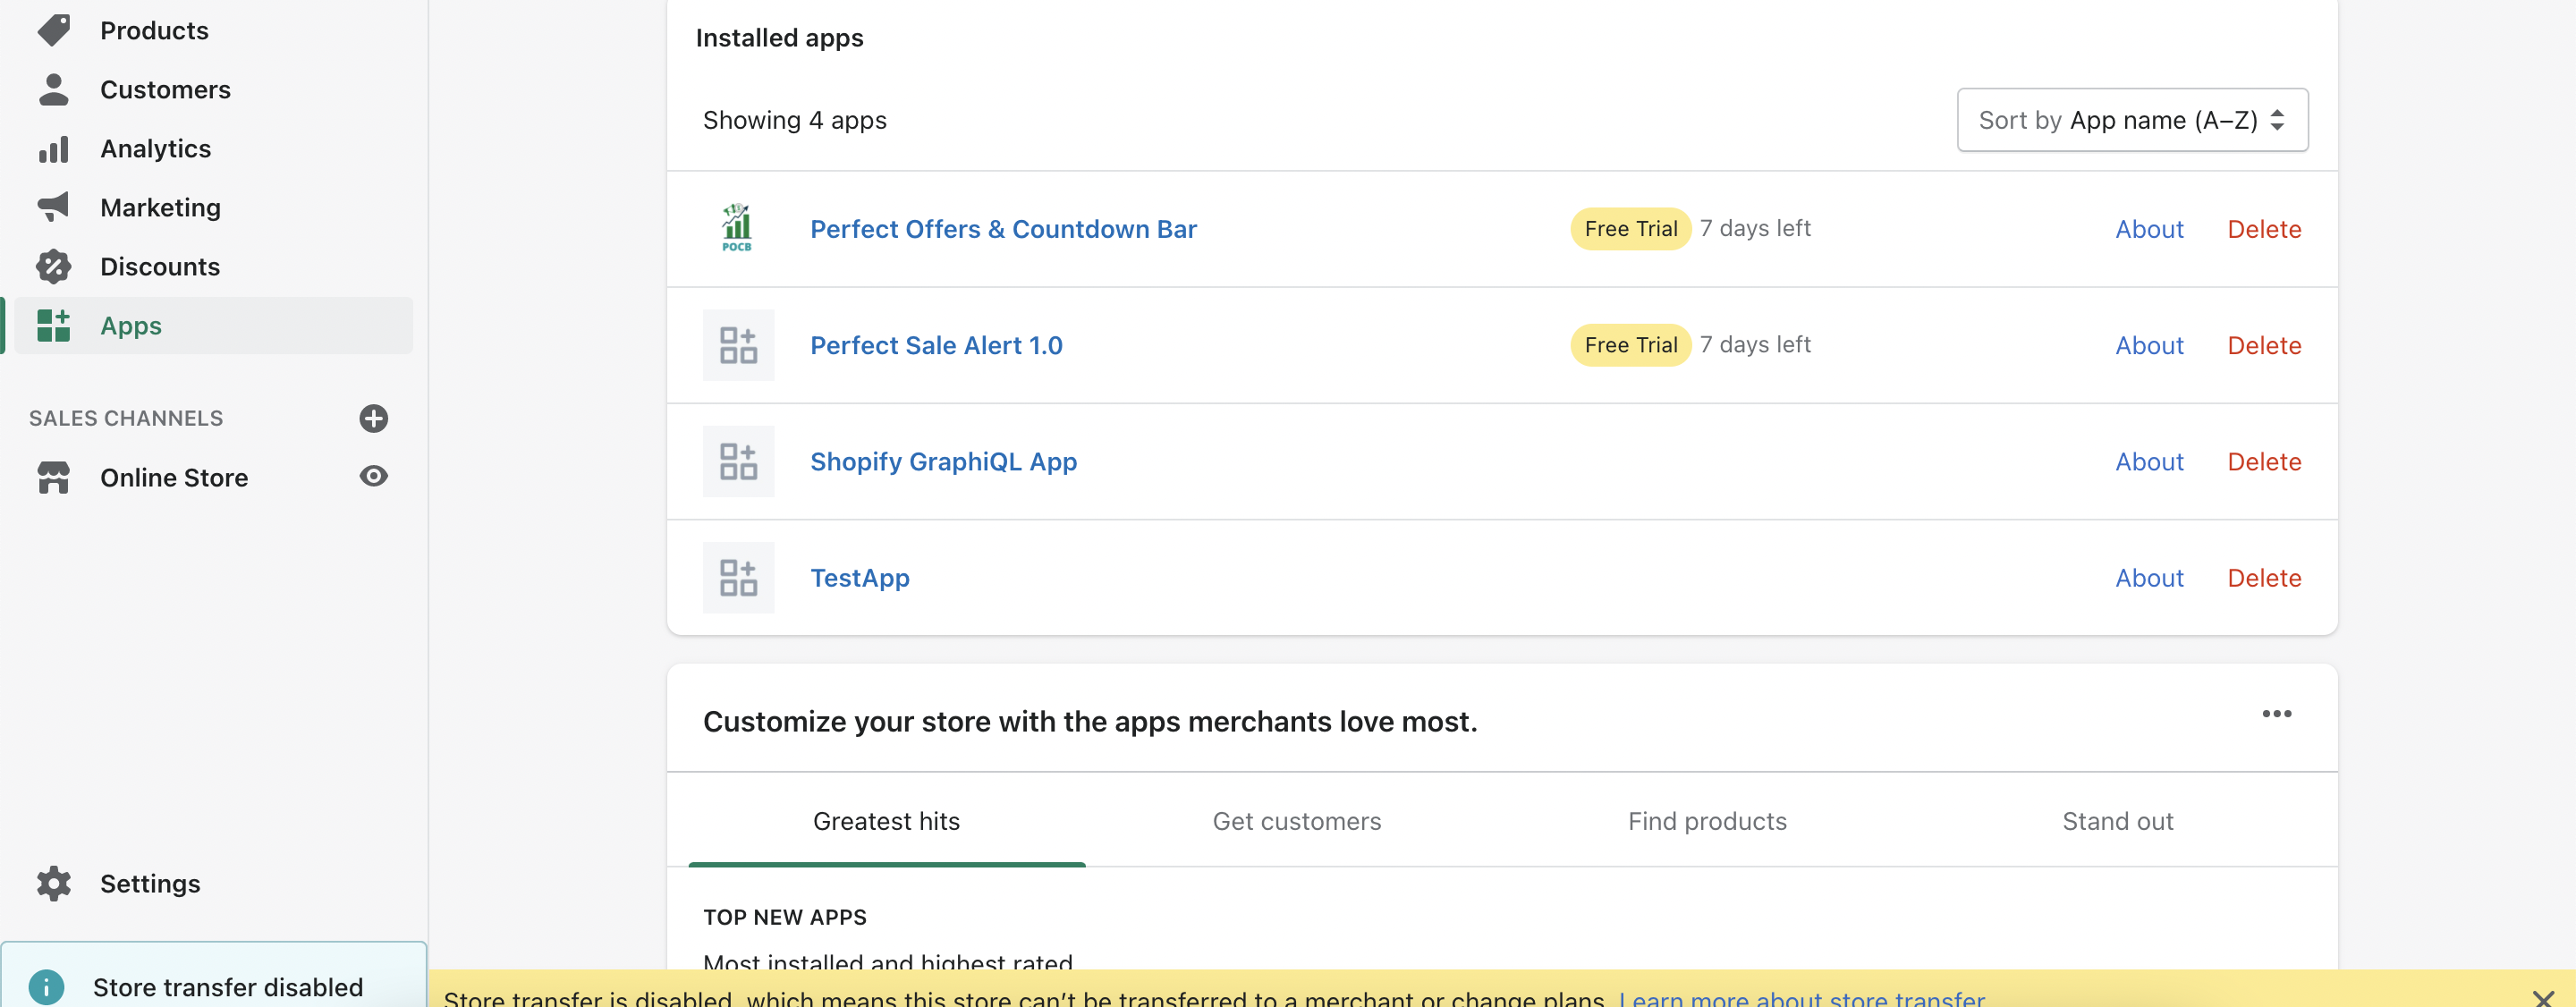 Products
Customers
Analytics
Marketing
Discounts
Apps
SALES CHANNELS
Online Store
Settings
Store transfer disabled
Installed apps
Showing 4 apps
Sort by App name (A–Z)
POCB
Perfect Offers & Countdown Bar
Free Trial 7 days left
About Delete
Perfect Sale Alert 1.0
Free Trial 7 days left
About Delete
Shopify GraphiQL App
About Delete
TestApp
About Delete
Customize your store with the apps merchants love most.
Greatest hits
Get customers
Find products
Stand out
TOP NEW APPS
Most installed and highest rated
Store transfer is disabled, which means this store can't be transferred to a merchant or change plans. Learn more about store transfer